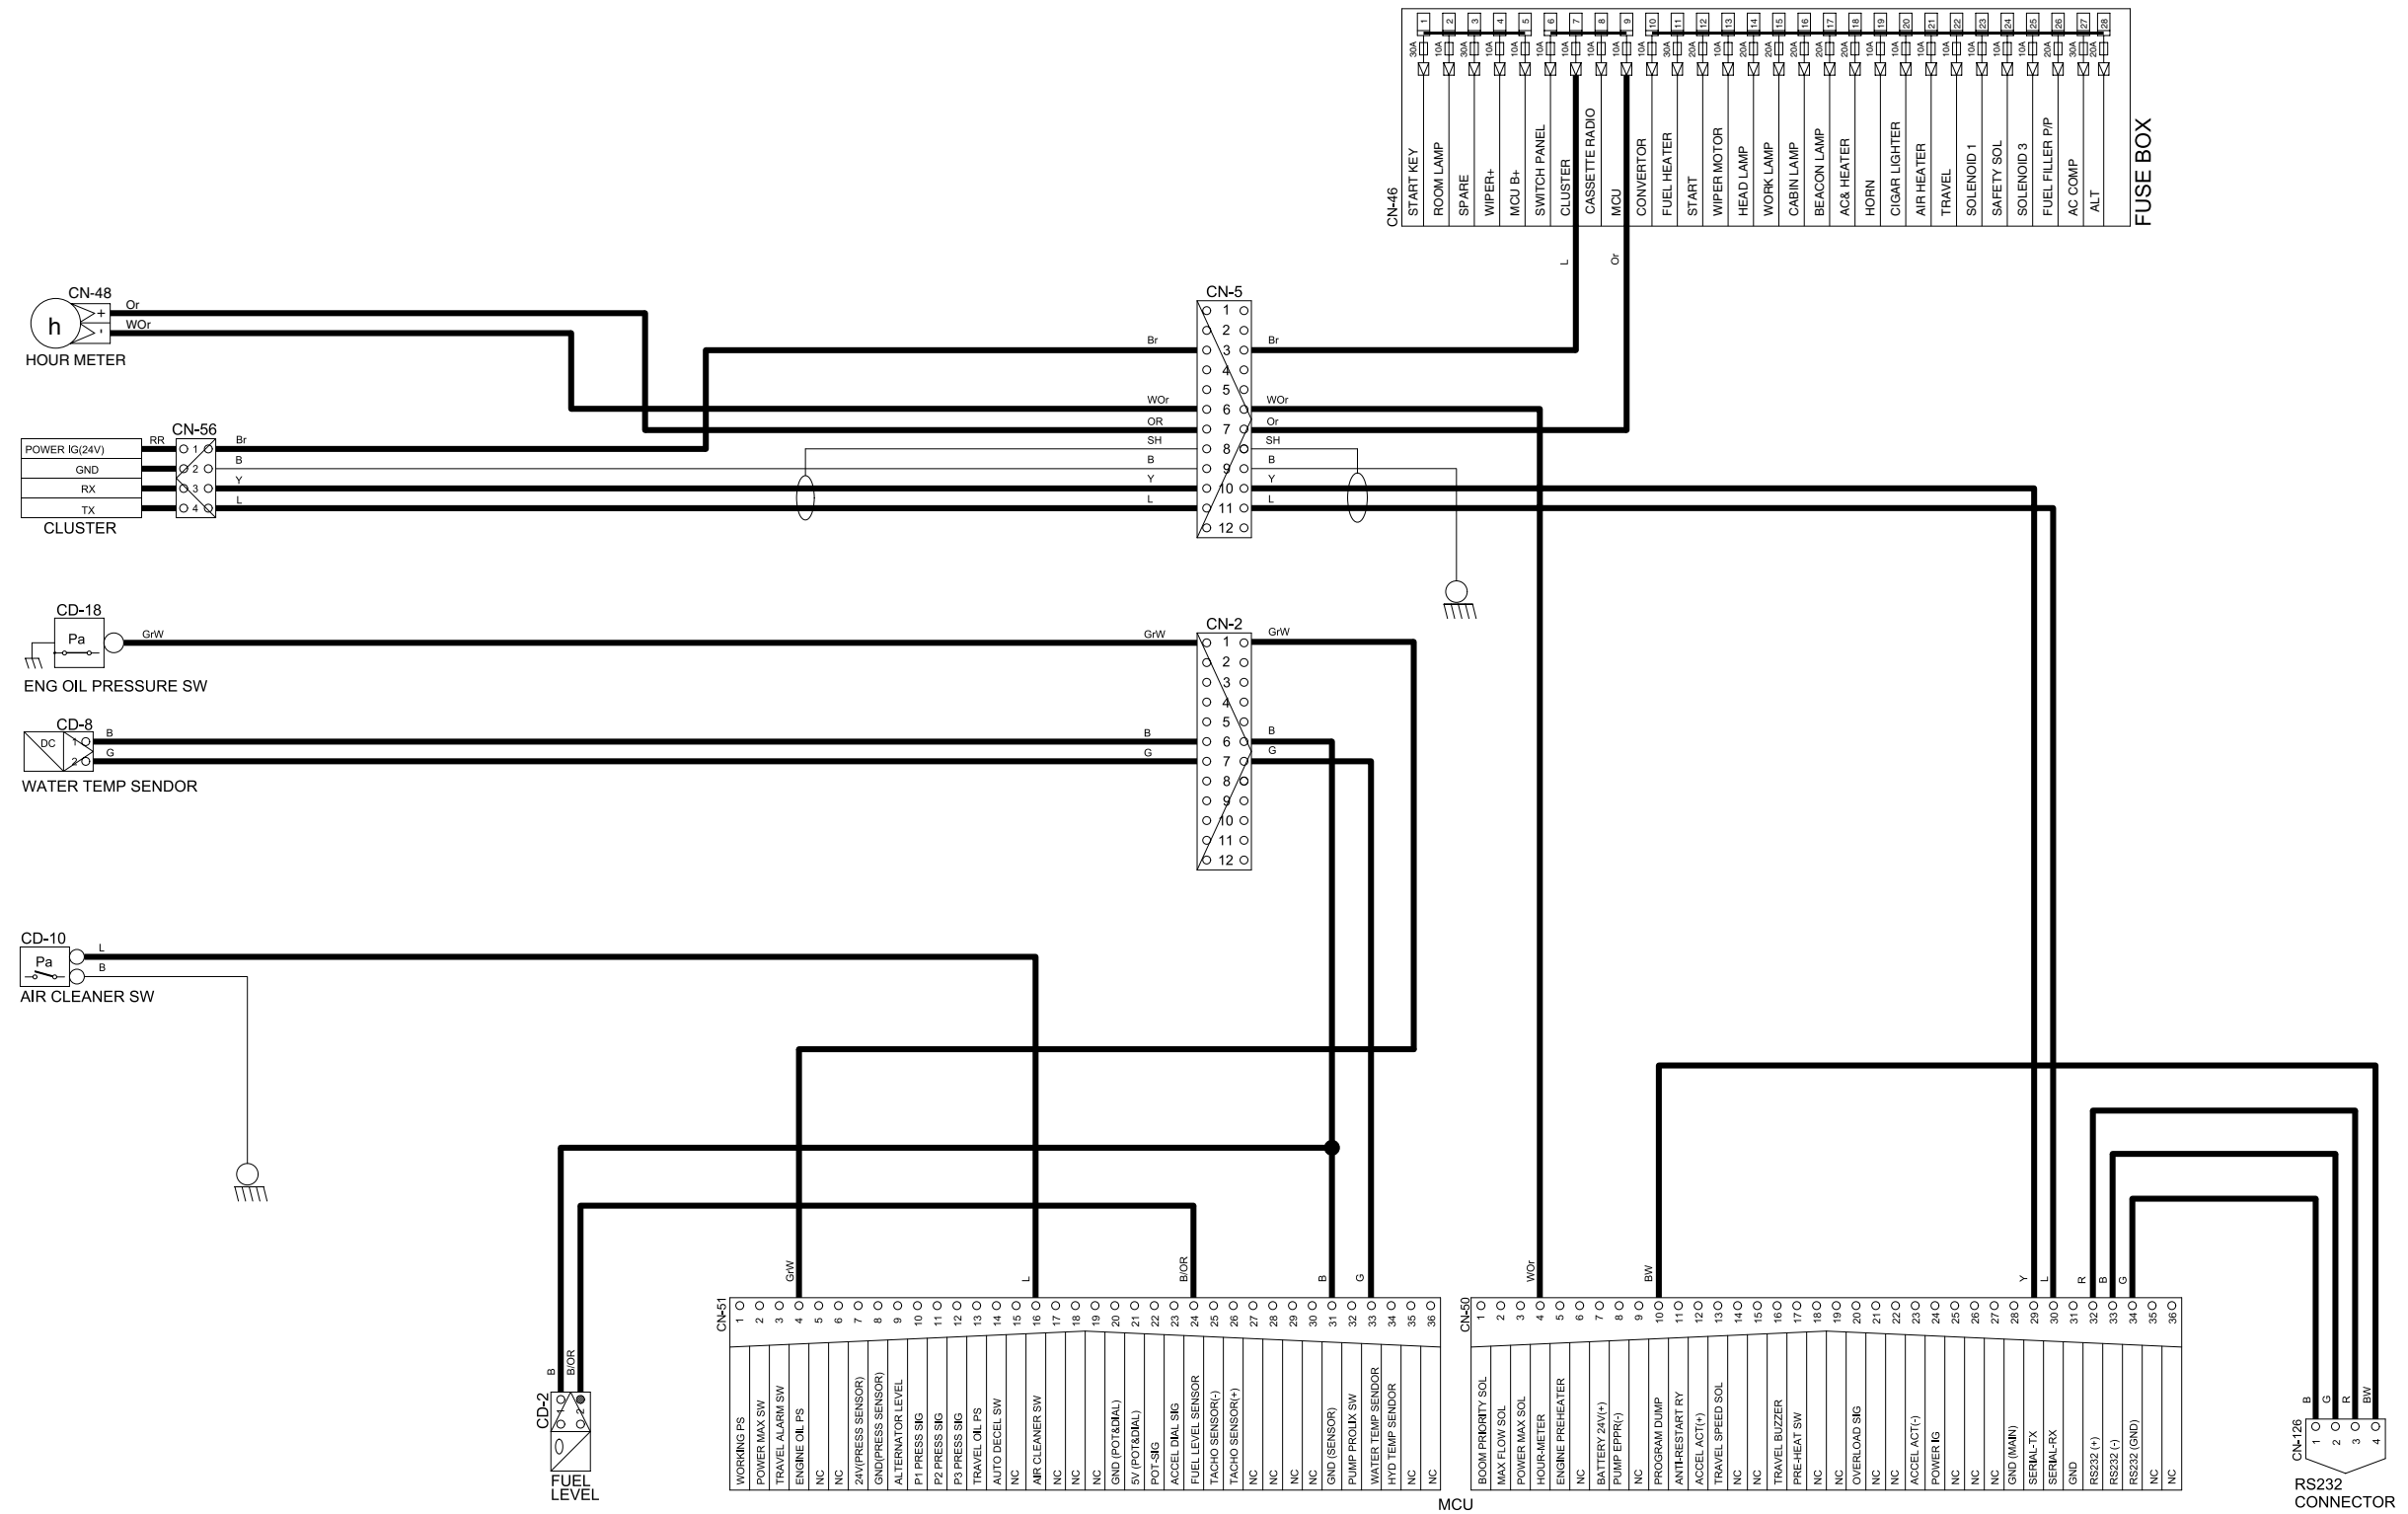 1 2 3 4 5 6 7 8 9 10 11 12 13 14 15 16 17 18 19 20 21 22 23 24 25 26 27 28
30A 10A 30A 10A 10A 10A 10A 10A 20A 10A 30A 20A 10A 20A 10A 10A 20A 20A 10A 10A 20A 10A 10A 10A 10A 20A 30A 20A
CN-46
START KEY
ROOM LAMP
SPARE
WIPER+
MCU B+
SWITCH PANEL
CLUSTER
CASSETTE RADIO
MCU
CONVERTOR
FUEL HEATER
START
WIPER MOTOR
HEAD LAMP
WORK LAMP
CABIN LAMP
BEACON LAMP
AC& HEATER
HORN
CIGAR LIGHTER
AIR HEATER
TRAVEL
SOLENOID 1
SAFETY SOL
SOLENOID 3
FUEL FILLER P/P
AC COMP
ALT
FUSE BOX
L
Or
CN-48
h
+
-
Or
WOr
HOUR METER
CN-5
1
2
Br 3 Br
4
5
WOr 6 WOr
OR 7 Or
SH 8 SH
B 9 B
Y 10 Y
L 11 L
12
CN-56
POWER IG(24V) RR 1 Br
GND 2 B
RX 3 Y
TX 4 L
CLUSTER
CD-18
Pa
GrW
ENG OIL PRESSURE SW
CN-2
GrW 1 GrW
2
3
4
5
B 6 B
G 7 G
8
9
10
11
12
CD-8
DC
1 B
2 G
WATER TEMP SENDOR
CD-10
Pa
L
B
AIR CLEANER SW
GrW
L
B/OR
B
G
WOr
BW
Y
L
R
B
G
CN-51
1 2 3 4 5 6 7 8 9 10 11 12 13 14 15 16 17 18 19 20 21 22 23 24 25 26 27 28 29 30 31 32 33 34 35 36
WORKING PS
POWER MAX SW
TRAVEL ALARM SW
ENGINE OIL PS
NC
NC
24V(PRESS SENSOR)
GND(PRESS SENSOR)
ALTERNATOR LEVEL
P1 PRESS SIG
P2 PRESS SIG
P3 PRESS SIG
TRAVEL OIL PS
AUTO DECEL SW
NC
AIR CLEANER SW
NC
NC
NC
GND (POT&DIAL)
5V (POT&DIAL)
POT-SIG
ACCEL DIAL SIG
FUEL LEVEL SENSOR
TACHO SENSOR(-)
TACHO SENSOR(+)
NC
NC
NC
NC
GND (SENSOR)
PUMP PROLIX SW
WATER TEMP SENDOR
HYD TEMP SENDOR
NC
NC
MCU
CN-50
1 2 3 4 5 6 7 8 9 10 11 12 13 14 15 16 17 18 19 20 21 22 23 24 25 26 27 28 29 30 31 32 33 34 35 36
BOOM PRIORITY SOL
MAX FLOW SOL
POWER MAX SOL
HOUR-METER
ENGINE PREHEATER
NC
BATTERY 24V(+)
PUMP EPPR(-)
NC
PROGRAM DUMP
ANTI-RESTART RY
ACCEL ACT(+)
TRAVEL SPEED SOL
NC
NC
TRAVEL BUZZER
PRE-HEAT SW
NC
NC
OVERLOAD SIG
NC
NC
ACCEL ACT(-)
POWER IG
NC
NC
NC
GND (MAIN)
SERIAL-TX
SERIAL-RX
GND
RS232 (+)
RS232 (-)
RS232 (GND)
NC
NC
B
B/OR
CD-2
1
2
FUEL
LEVEL
B
G
R
BW
CN-126
1
2
3
4
RS232
CONNECTOR